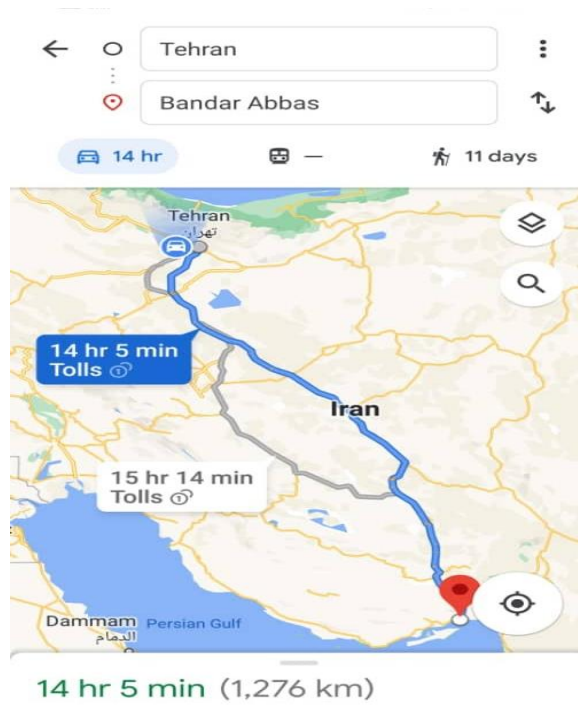 Tehran
Bandar Abbas
14 hr
—
11 days
Tehran
تهران
14 hr 5 min
Tolls
Iran
15 hr 14 min
Tolls
Dammam
الدمام
Persian Gulf
14 hr 5 min (1,276 km)